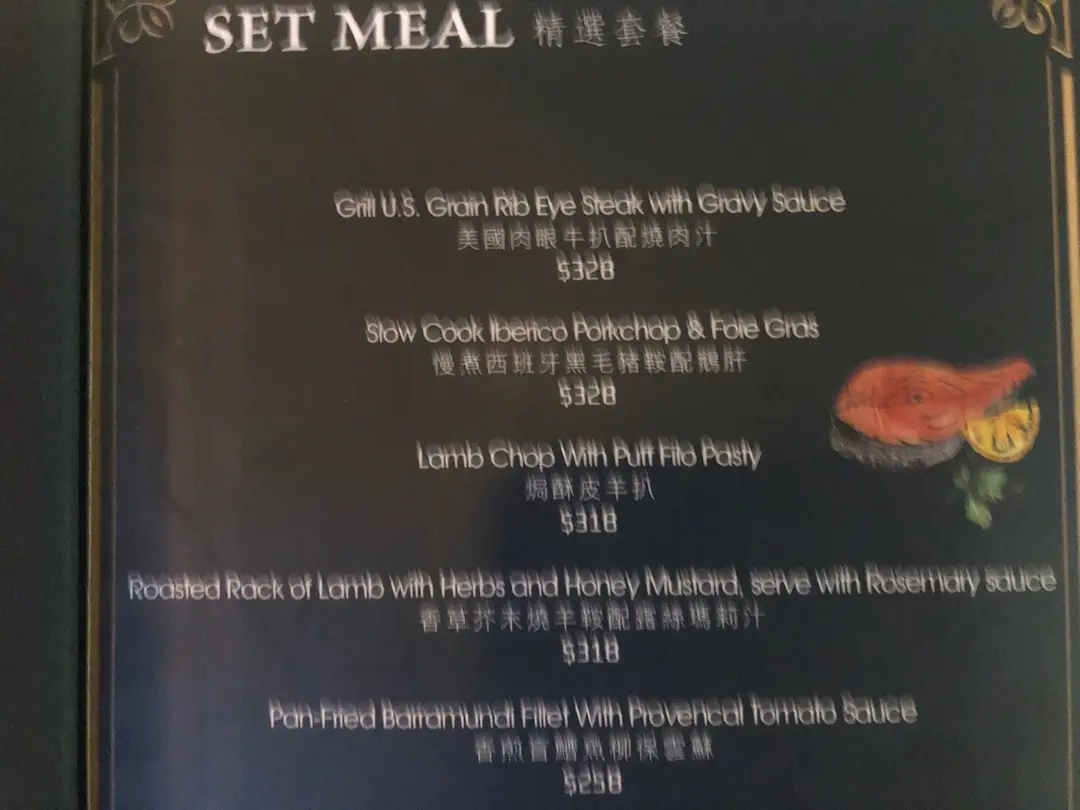 SET MEAL 精選套餐
Grill U.S. Grain Rib Eye Steak with Gravy Sauce
美國肉眼牛扒配燒肉汁
$328
Slow Cook Iberico Porkchop & Foie Gras
慢煮西班牙黑毛豬鞍配鵝肝
$328
Lamb Chop With Puff Filo Pasty
焗酥皮羊扒
$318
Roasted Rack of Lamb with Herbs and Honey Mustard, serve with Rosemary sauce
香草芥末燒羊鞍配露絲瑪莉汁
$318
Pan-Fried Barramundi Fillet With Provencal Tomato Sauce
香煎盲鰽魚柳保雲蘇
$258